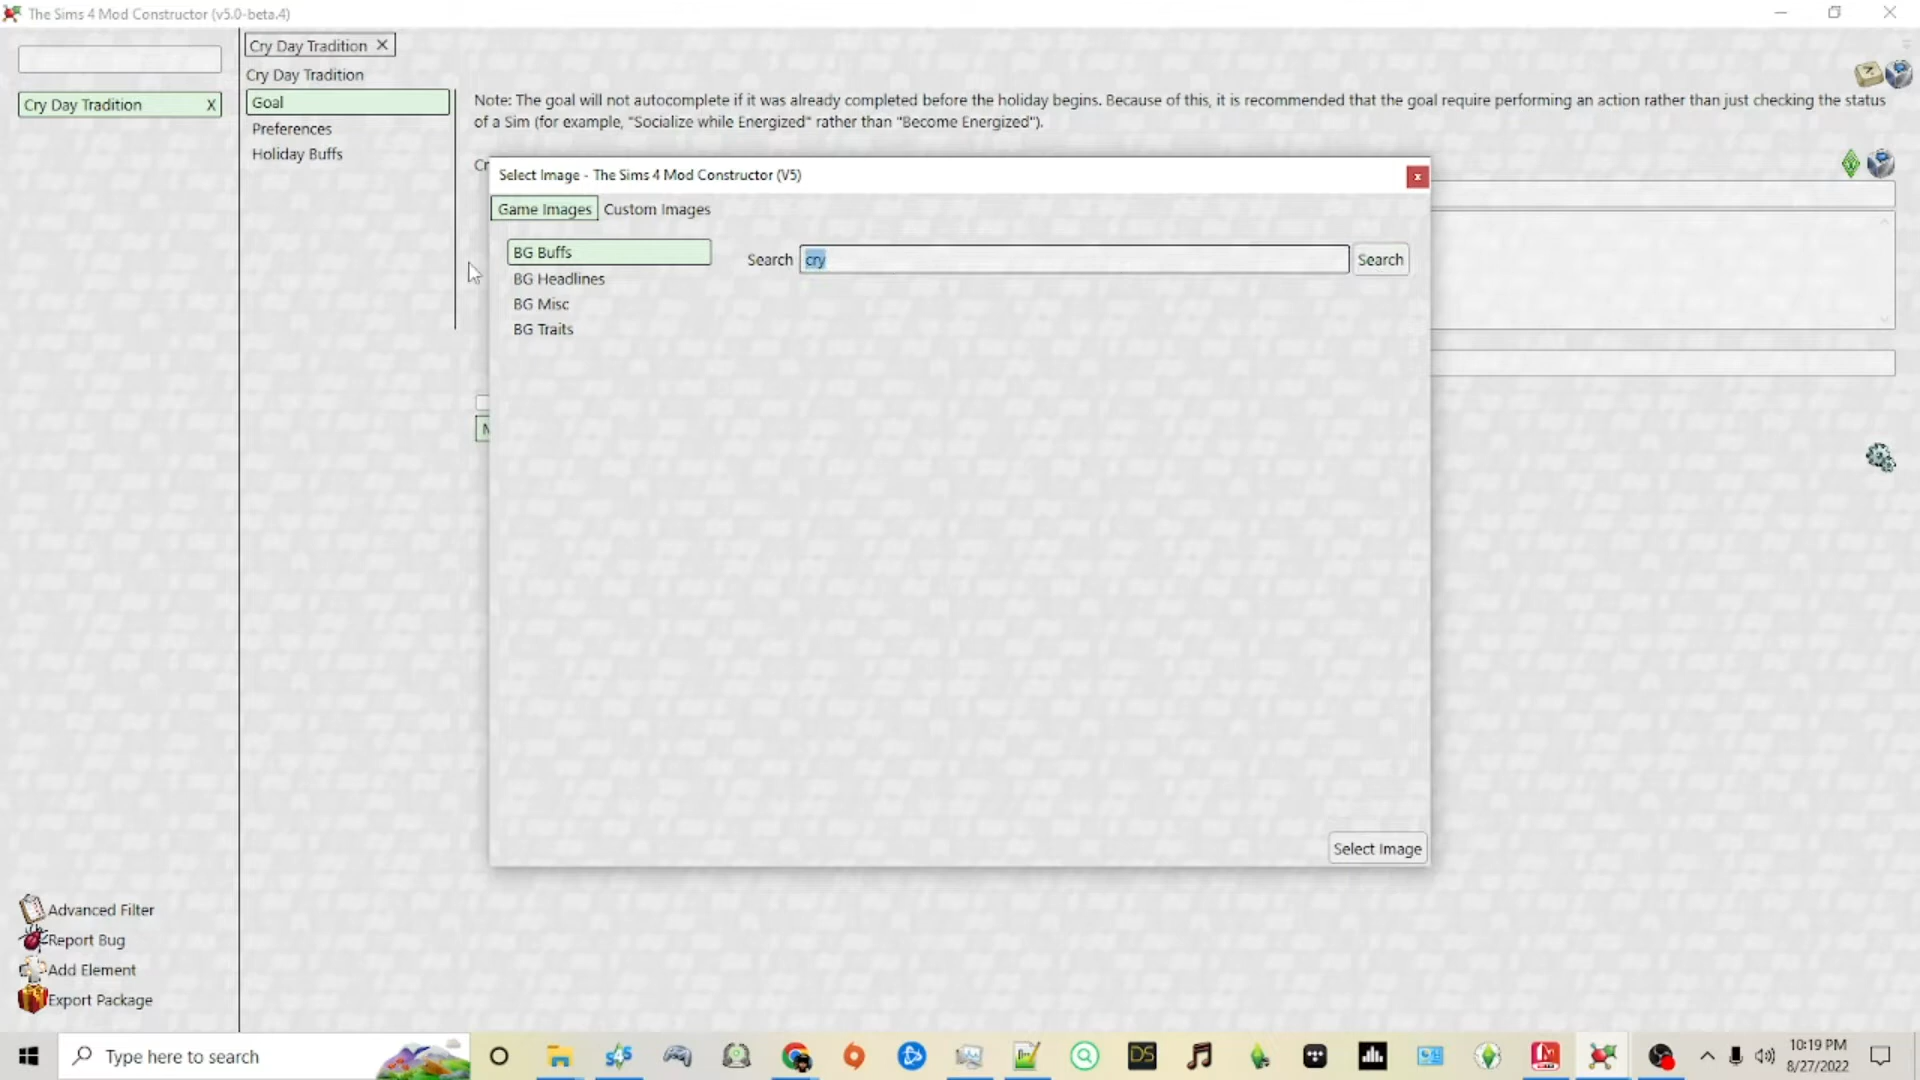 The Sims 4 Mod Constructor (v5.0-beta.4)
Cry Day Tradition X
Cry Day Tradition ✕
Cry Day Tradition
Goal
Preferences
Holiday Buffs
Note: The goal will not autocomplete if it was already completed before the holiday begins. Because of this, it is recommended that the goal require performing an action rather than just checking the status
of a Sim (for example, "Socialize while Energized" rather than "Become Energized").
Select Image - The Sims 4 Mod Constructor (V5)
x
Game Images Custom Images
BG Buffs
BG Headlines
BG Misc
BG Traits
Search cry Search
Select Image
Advanced Filter
Report Bug
Add Element
Export Package
Type here to search
DS
10:19 PM
8/27/2022